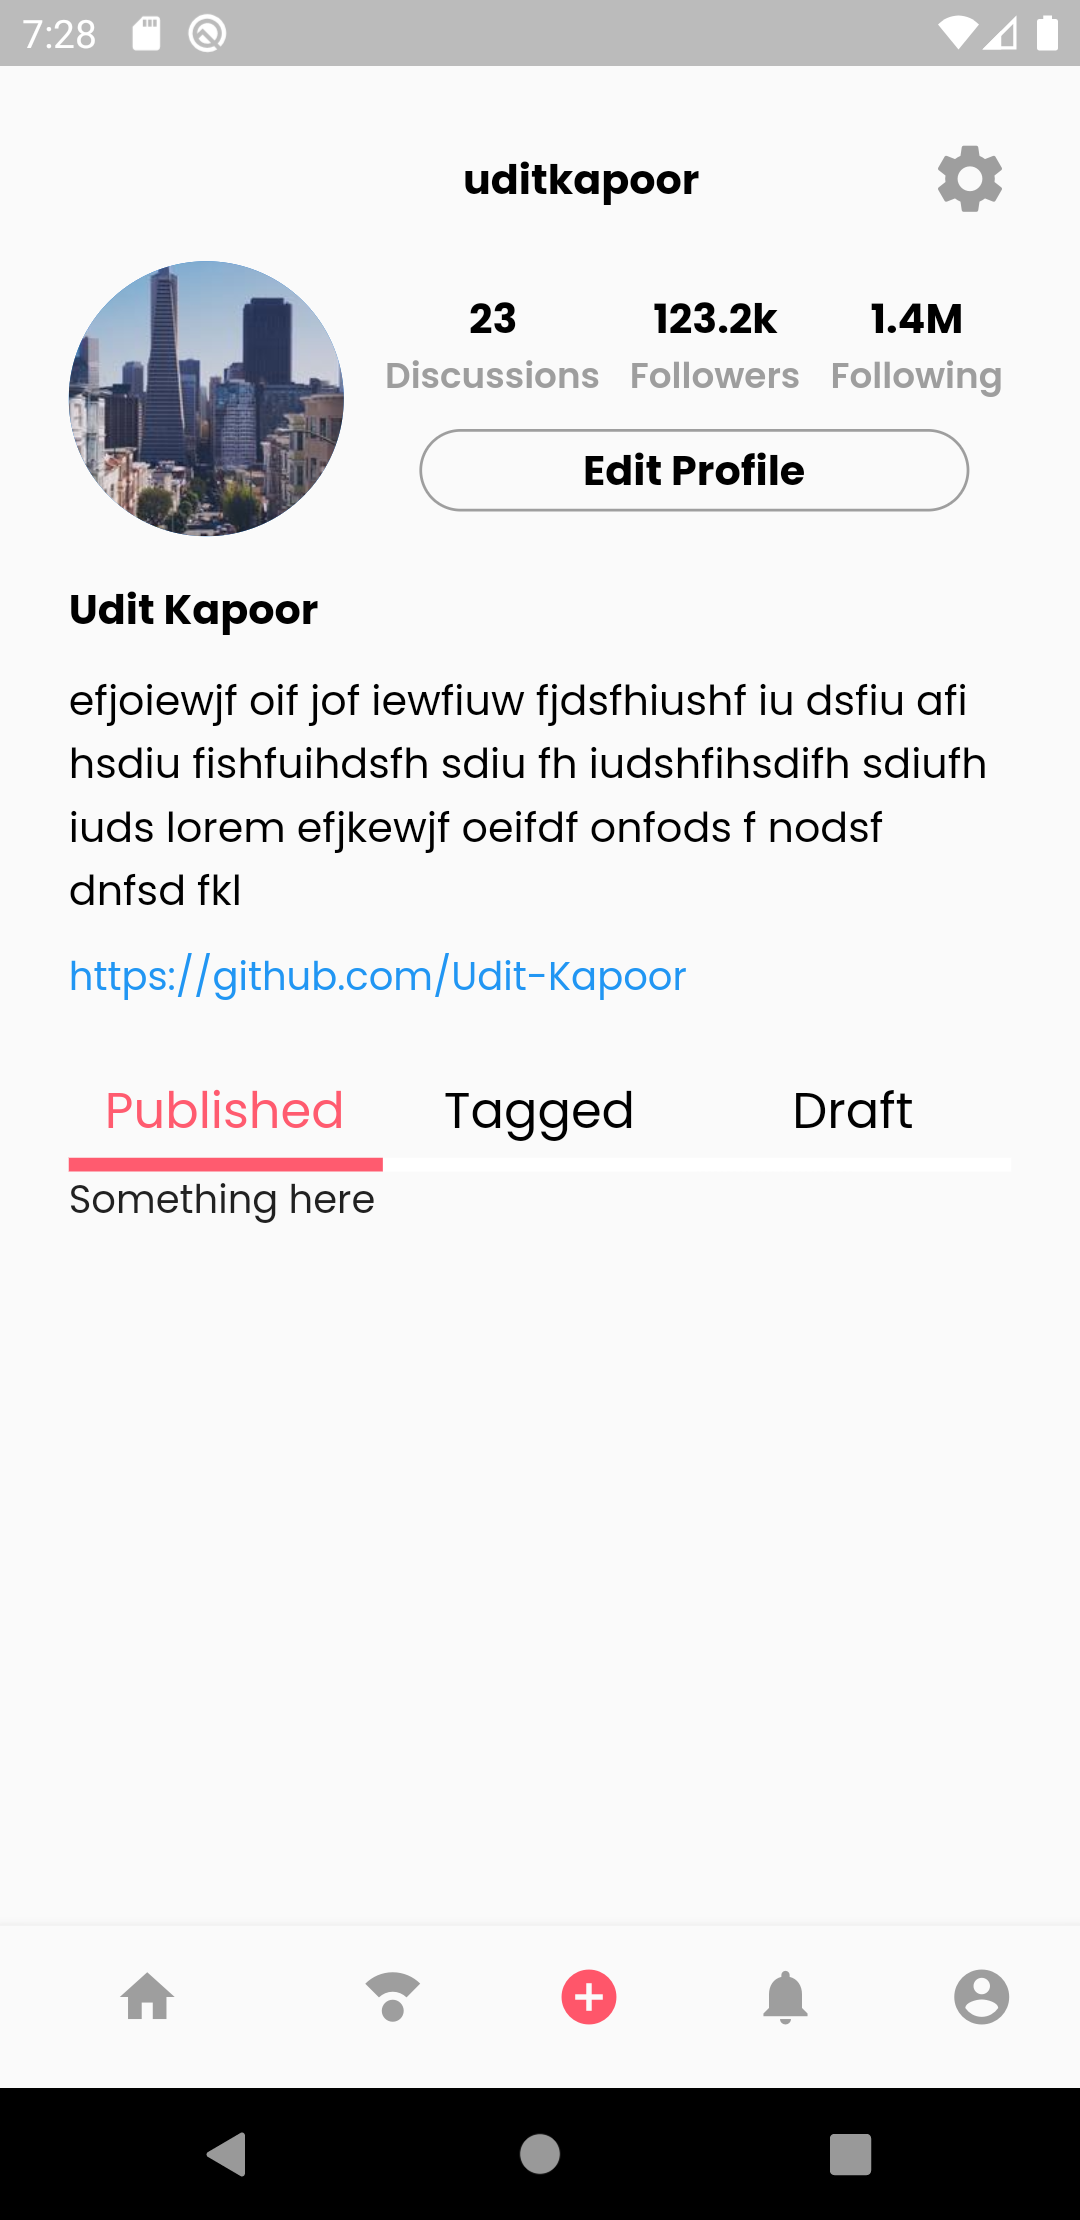 7:28
uditkapoor
23 123.2k 1.4M
Discussions Followers Following
Edit Profile
Udit Kapoor
efjoiewjf oif jof iewfiuw fjdsfhiushf iu dsfiu afi
hsdiu fishfuihdsfh sdiu fh iudshfihsdifh sdiufh
iuds lorem efjkewjf oeifdf onfods f nodsf
dnfsd fkl
https://github.com/Udit-Kapoor
Published Tagged Draft
Something here